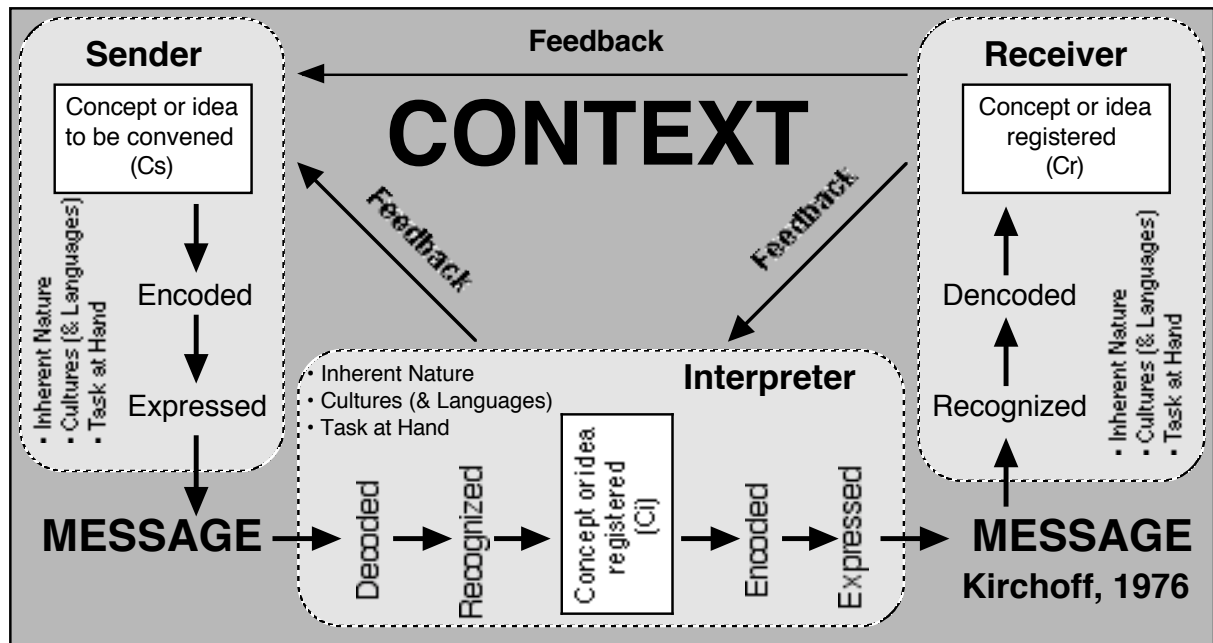 Feedback
Sender
Concept or idea
to be convened
(Cs)
Encoded
Expressed
• Inherent Nature
• Cultures (& Languages)
• Task at Hand
MESSAGE
CONTEXT
Feedback
Feedback
Interpreter
• Inherent Nature
• Cultures (& Languages)
• Task at Hand
Decoded
Recognized
Concept or idea
registered
(Ci)
Encoded
Expressed
Receiver
Concept or idea
registered
(Cr)
Dencoded
Recognized
• Inherent Nature
• Cultures (& Languages)
• Task at Hand
MESSAGE
Kirchoff, 1976